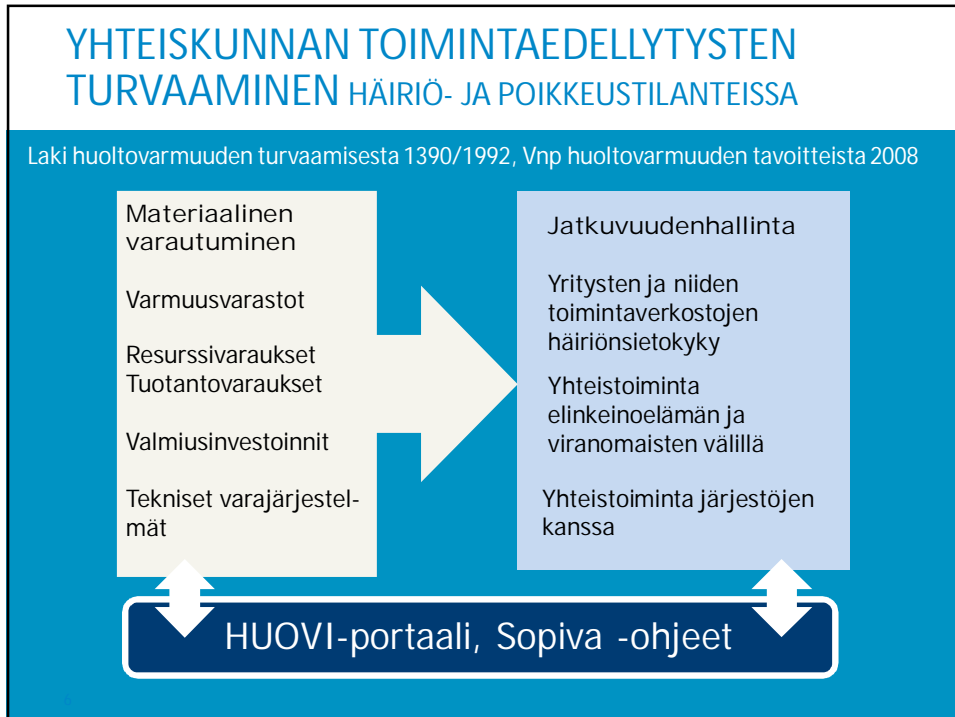 YHTEISKUNNAN TOIMINTAEDELLYTYSTEN
TURVAAMINEN HÄIRIÖ- JA POIKKEUSTILANTEISSA
Laki huoltovarmuuden turvaamisesta 1390/1992, Vnp huoltovarmuuden tavoitteista 2008
Materiaalinen
varautuminen
Varmuusvarastot
Resurssivaraukset
Tuotantovaraukset
Valmiusinvestoinnit
Tekniset varajärjestel-
mät
Jatkuvuudenhallinta
Yritysten ja niiden
toimintaverkostojen
häiriönsietokyky
Yhteistoiminta
elinkeinoelämän ja
viranomaisten välillä
Yhteistoiminta järjestöjen
kanssa
HUOVI-portaali, Sopiva -ohjeet
6